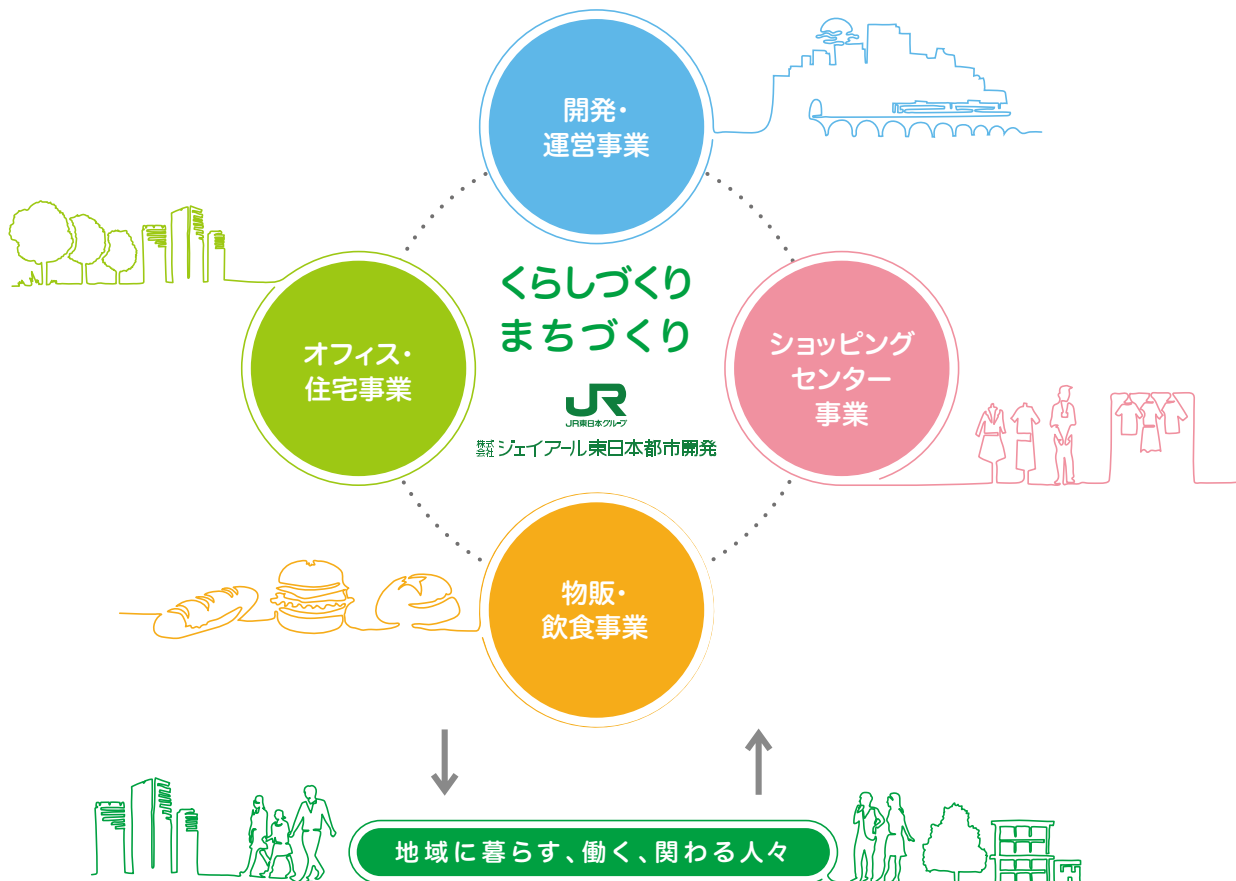 開発・
運営事業
くらしづくり
まちづくり
オフィス・
住宅事業
ショッピング
センター
事業
JR
JR東日本グループ
株式会社 ジェイアール東日本都市開発
物販・
飲食事業
地域に暮らす、働く、関わる人々